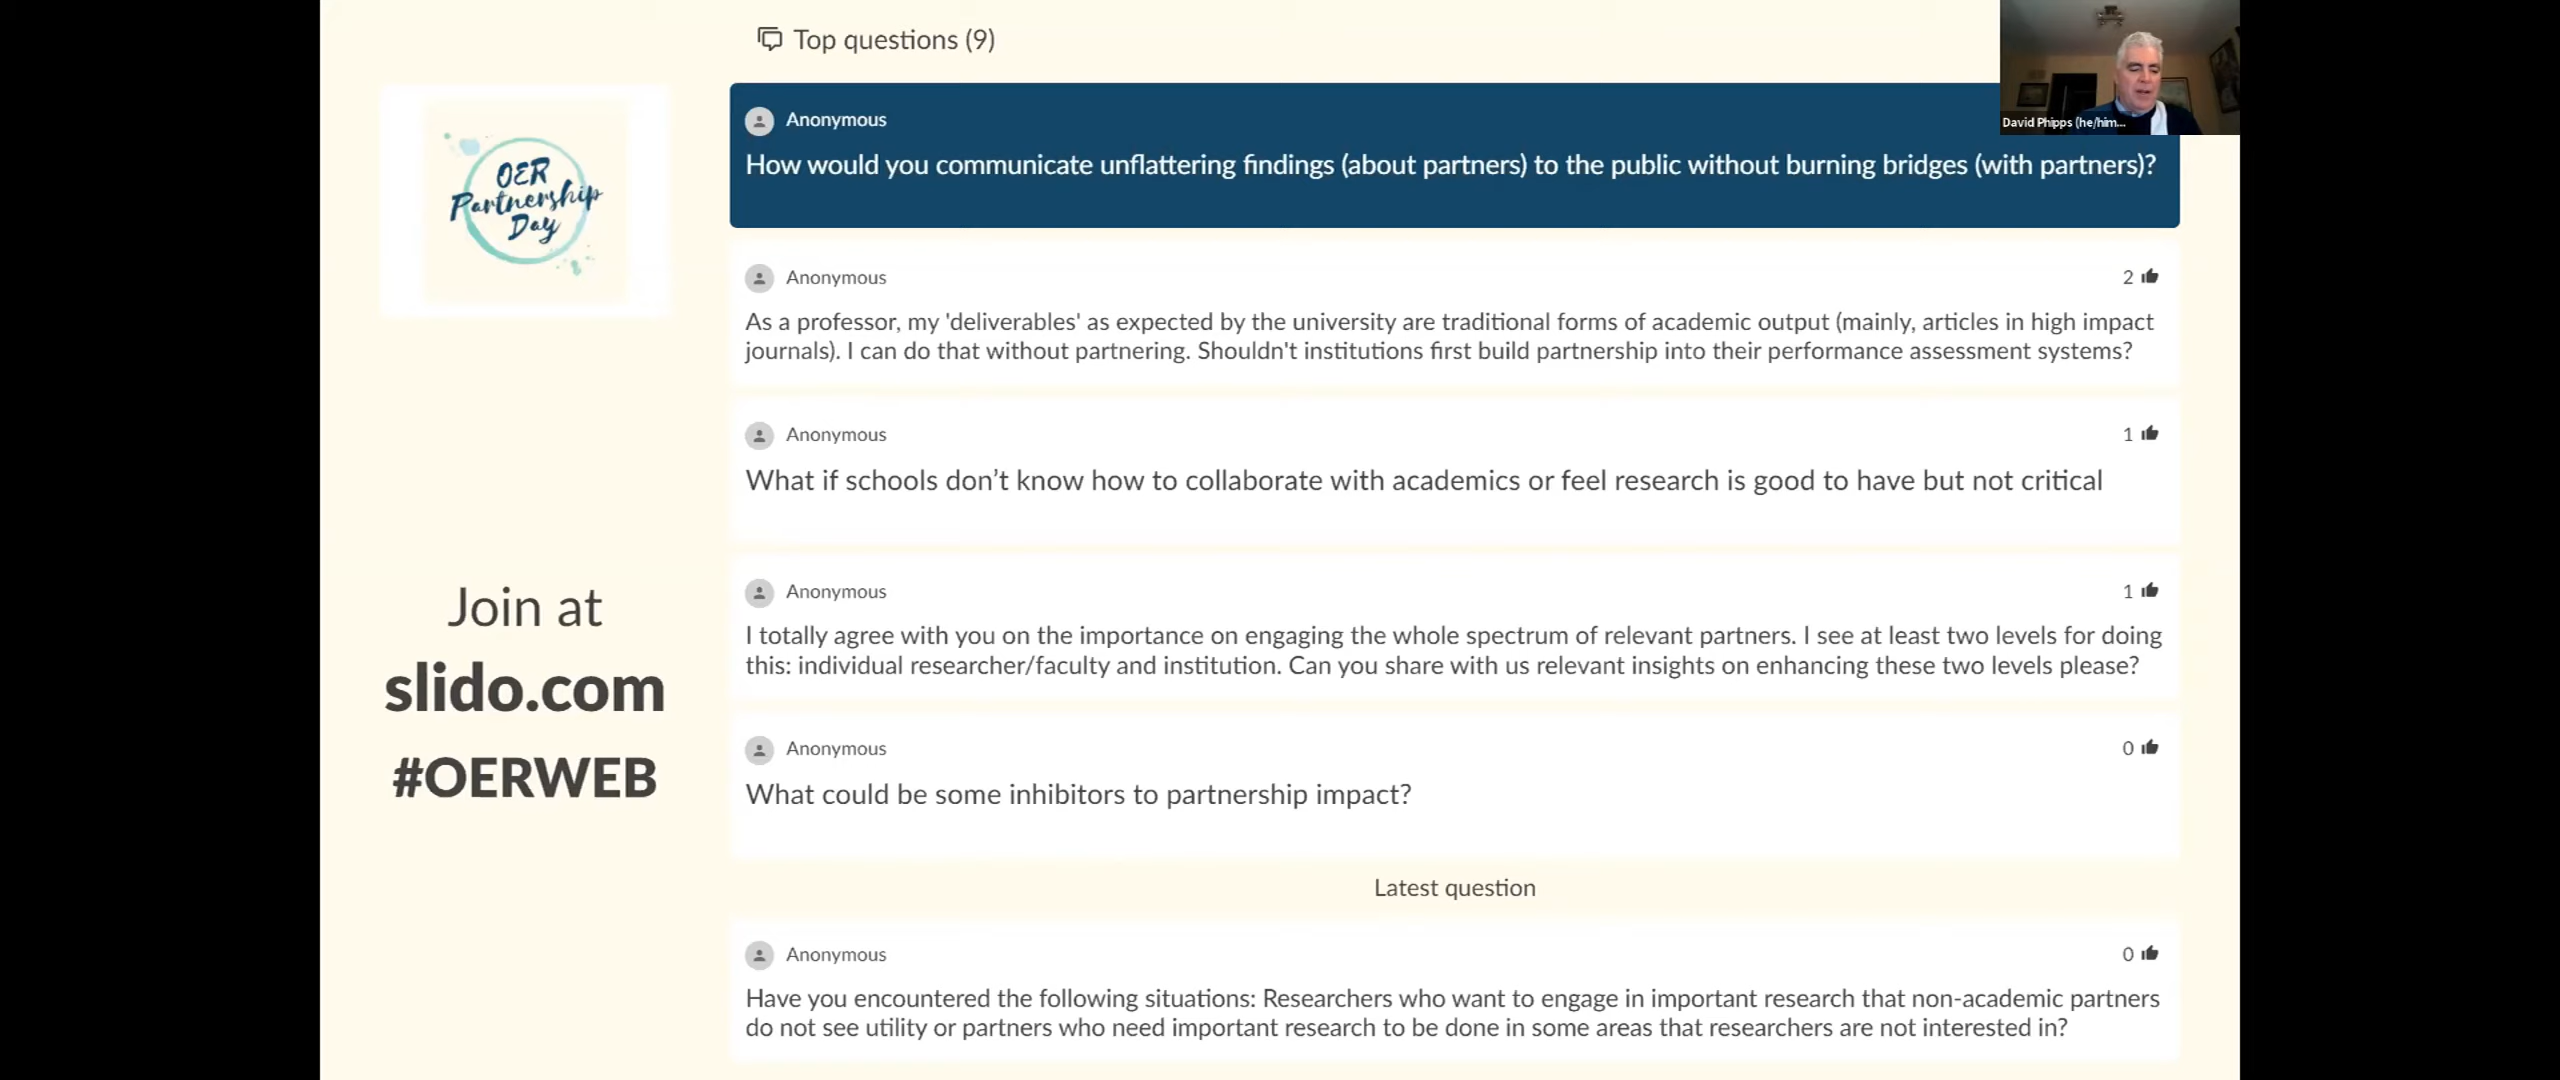 Top questions (9)
David Phipps (he/him...
OER
Partnership
Day
Join at
slido.com
#OERWEB
Anonymous
How would you communicate unflattering findings (about partners) to the public without burning bridges (with partners)?
Anonymous
2
As a professor, my 'deliverables' as expected by the university are traditional forms of academic output (mainly, articles in high impact
journals). I can do that without partnering. Shouldn't institutions first build partnership into their performance assessment systems?
Anonymous
1
What if schools don’t know how to collaborate with academics or feel research is good to have but not critical
Anonymous
1
I totally agree with you on the importance on engaging the whole spectrum of relevant partners. I see at least two levels for doing
this: individual researcher/faculty and institution. Can you share with us relevant insights on enhancing these two levels please?
Anonymous
0
What could be some inhibitors to partnership impact?
Latest question
Anonymous
0
Have you encountered the following situations: Researchers who want to engage in important research that non-academic partners
do not see utility or partners who need important research to be done in some areas that researchers are not interested in?